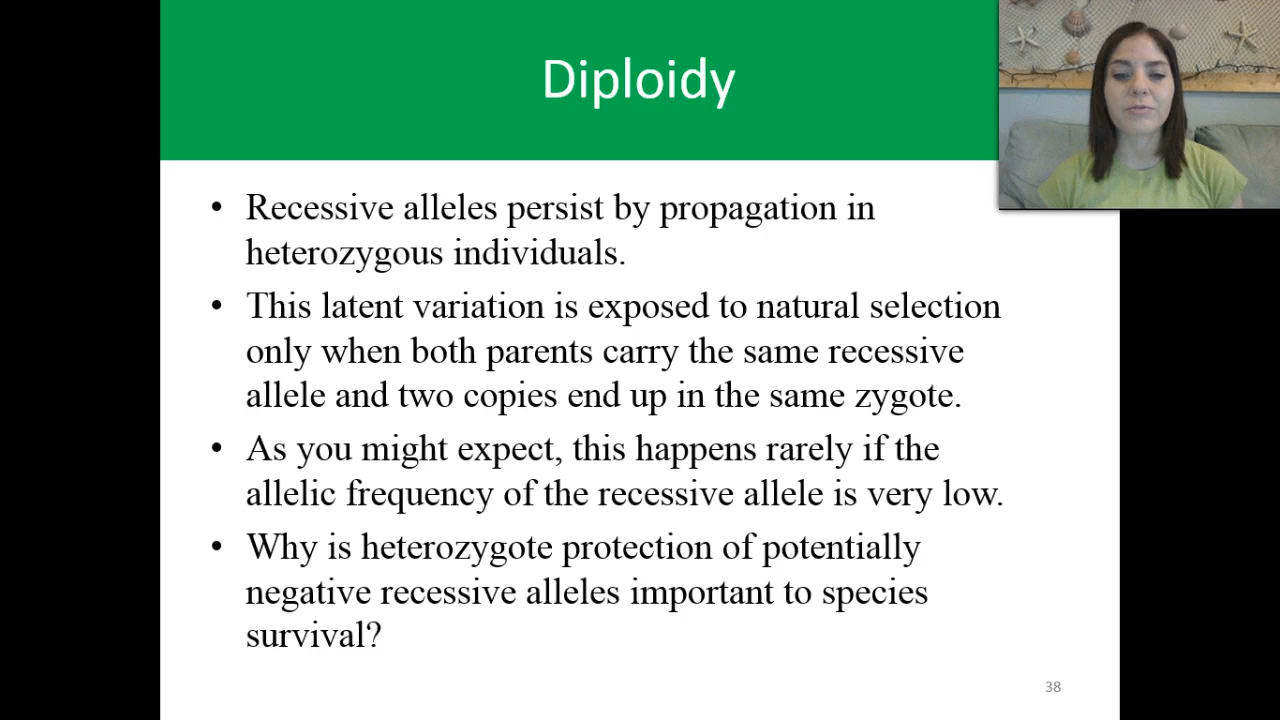 Diploidy
• Recessive alleles persist by propagation in
heterozygous individuals.
• This latent variation is exposed to natural selection
only when both parents carry the same recessive
allele and two copies end up in the same zygote.
• As you might expect, this happens rarely if the
allelic frequency of the recessive allele is very low.
• Why is heterozygote protection of potentially
negative recessive alleles important to species
survival?
38